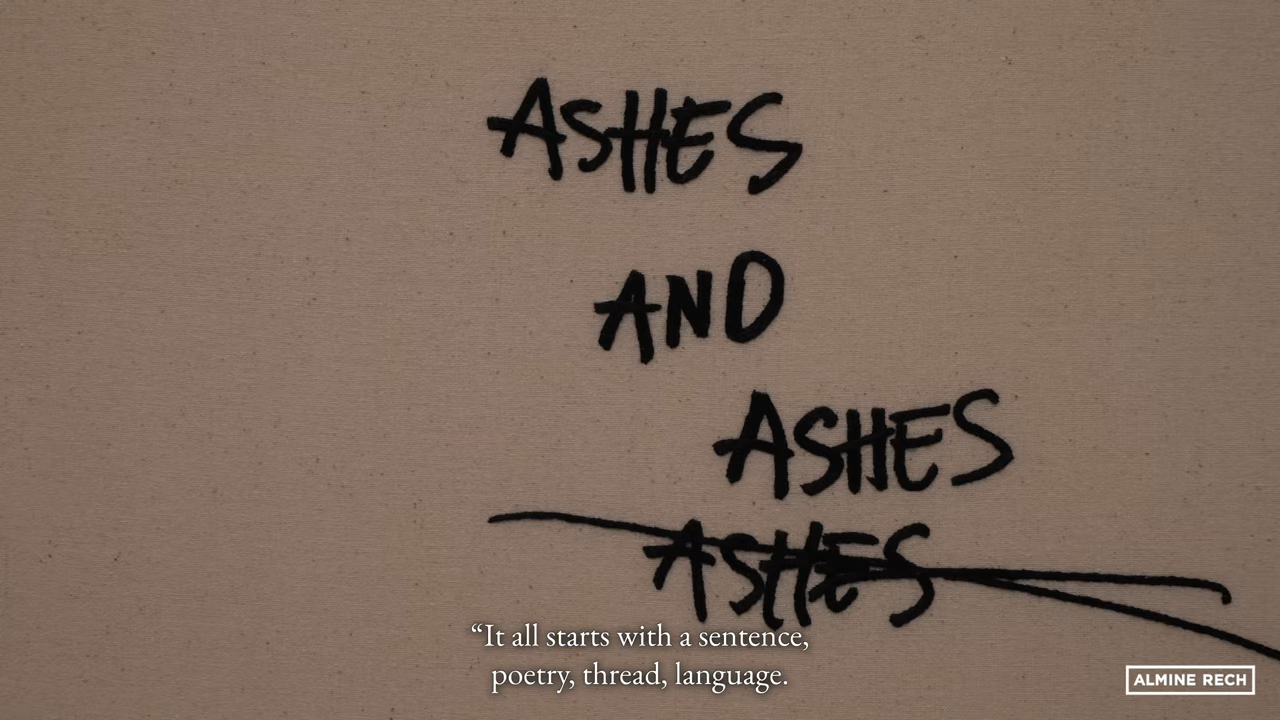 ASHES
AND
ASHES
ASHES
“It all starts with a sentence,
poetry, thread, language.
ALMINE RECH